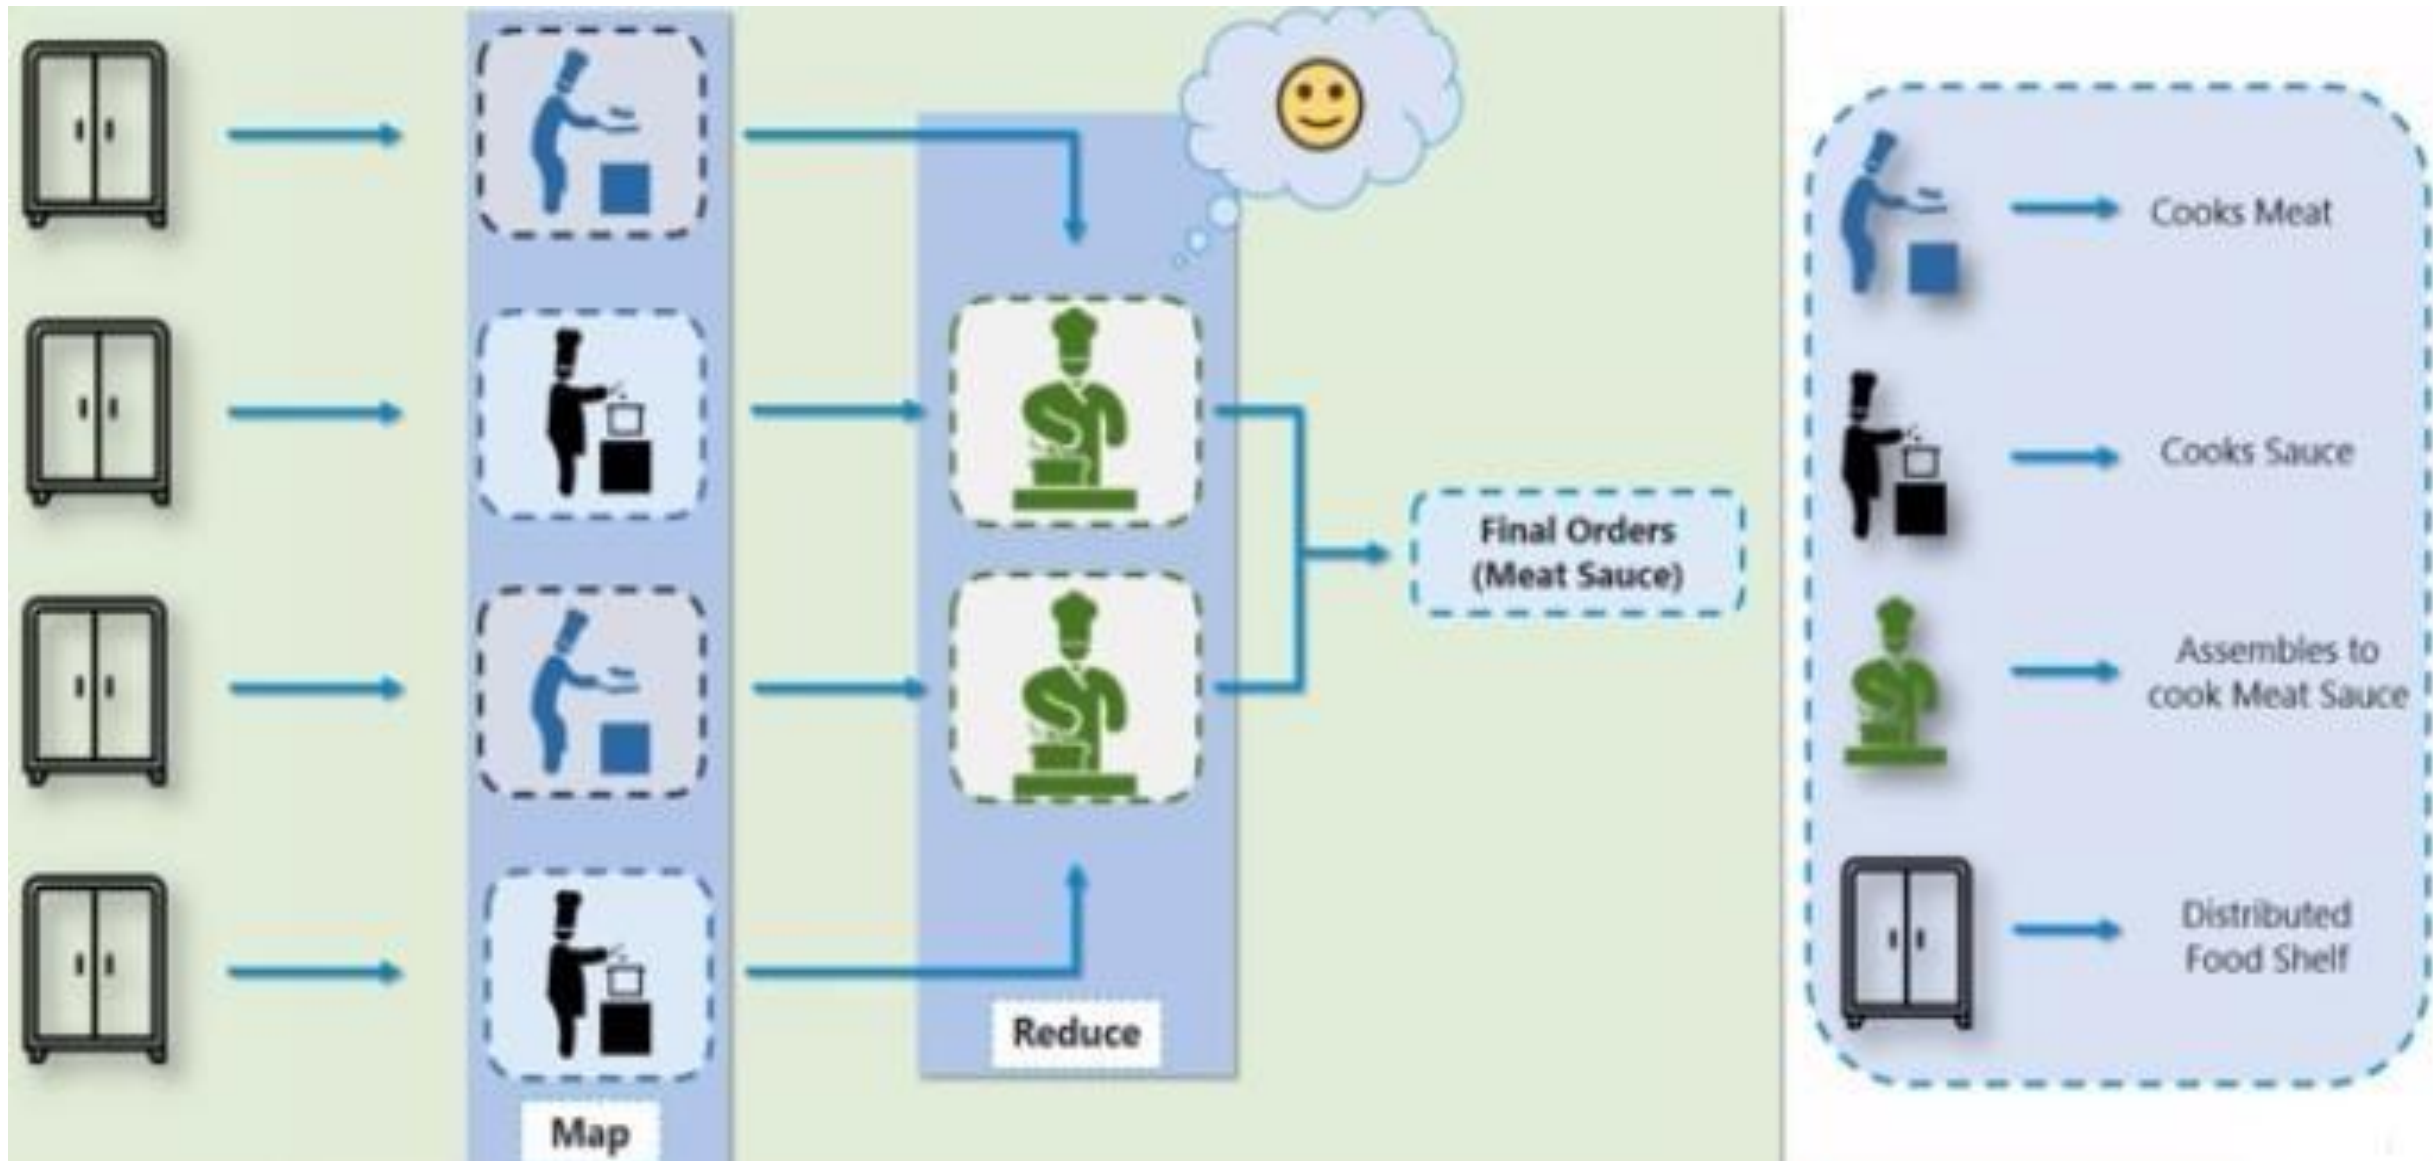 Map
Reduce
Final Orders
(Meat Sauce)
Cooks Meat
Cooks Sauce
Assembles to
cook Meat Sauce
Distributed
Food Shelf